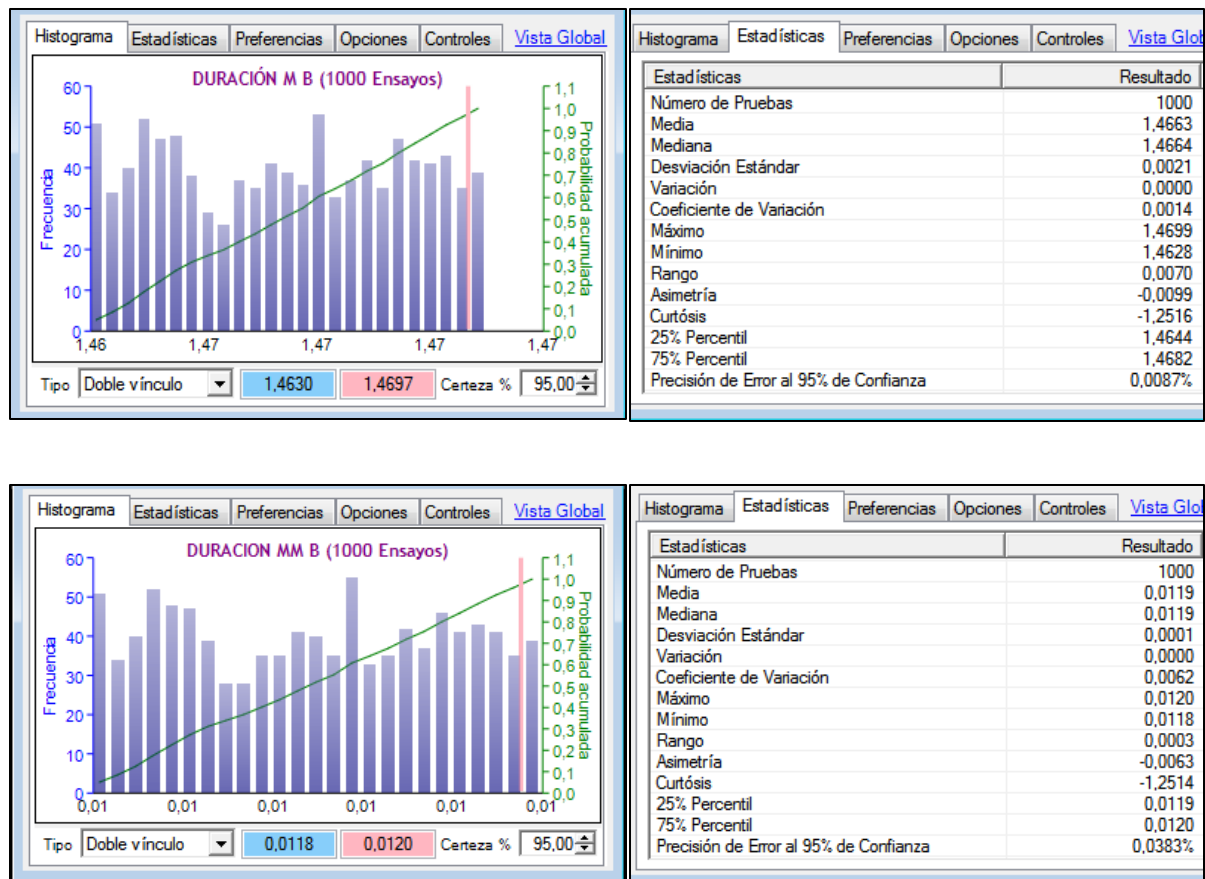 Histograma Estadísticas Preferencias Opciones Controles Vista Global
DURACIÓN M B (1000 Ensayos)
Frecuencia
60
50
40
30
20
10
0
1,46 1,47 1,47 1,47 1,47
1,1
1,0
0,9
0,8
0,7
0,6
0,5
0,4
0,3
0,2
0,1
0,0
Probabilidad acumulada
Tipo Doble vínculo 1,4630 1,4697 Certeza % 95,00
Histograma Estadísticas Preferencias Opciones Controles Vista Glob
Estadísticas Resultado
Número de Pruebas 1000
Media 1,4663
Mediana 1,4664
Desviación Estándar 0,0021
Variación 0,0000
Coeficiente de Variación 0,0014
Máximo 1,4699
Mínimo 1,4628
Rango 0,0070
Asimetría -0,0099
Curtósis -1,2516
25% Percentil 1,4644
75% Percentil 1,4682
Precisión de Error al 95% de Confianza 0,0087%
Histograma Estadísticas Preferencias Opciones Controles Vista Global
DURACION MM B (1000 Ensayos)
Frecuencia
60
50
40
30
20
10
0
0,01 0,01 0,01 0,01 0,01 0,01
1,1
1,0
0,9
0,8
0,7
0,6
0,5
0,4
0,3
0,2
0,1
0,0
Probabilidad acumulada
Tipo Doble vínculo 0,0118 0,0120 Certeza % 95,00
Histograma Estadísticas Preferencias Opciones Controles Vista Glo
Estadísticas Resultado
Número de Pruebas 1000
Media 0,0119
Mediana 0,0119
Desviación Estándar 0,0001
Variación 0,0000
Coeficiente de Variación 0,0062
Máximo 0,0120
Mínimo 0,0118
Rango 0,0003
Asimetría -0,0063
Curtósis -1,2514
25% Percentil 0,0119
75% Percentil 0,0120
Precisión de Error al 95% de Confianza 0,0383%